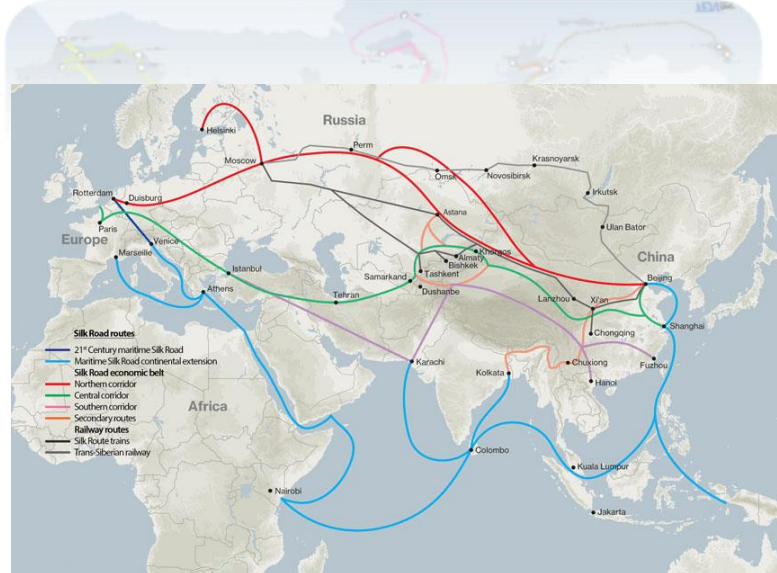 Russia
Helsinki
Perm
Moscow
Krasnoyarsk
Omsk
Novosibirsk
Rotterdam
Duisburg
Irkutsk
Astana
Paris
Ulan Bator
Europe
Venice
Marseille
Khorgos
Almaty
Bishkek
China
Istanbul
Tashkent
Samarkand
Beijing
Athens
Tehran
Dushanbe
Lanzhou
Xi'an
Shanghai
Silk Road routes
Chongqing
21st Century maritime Silk Road
Maritime Silk Road continental extension
Karachi
Chuxiong
Fuzhou
Silk Road economic belt
Kolkata
Northern corridor
Hanoi
Central corridor
Southern corridor
Africa
Secondary routes
Railway routes
Silk Route trains
Trans-Siberian railway
Colombo
Kuala Lumpur
Nairobi
Jakarta